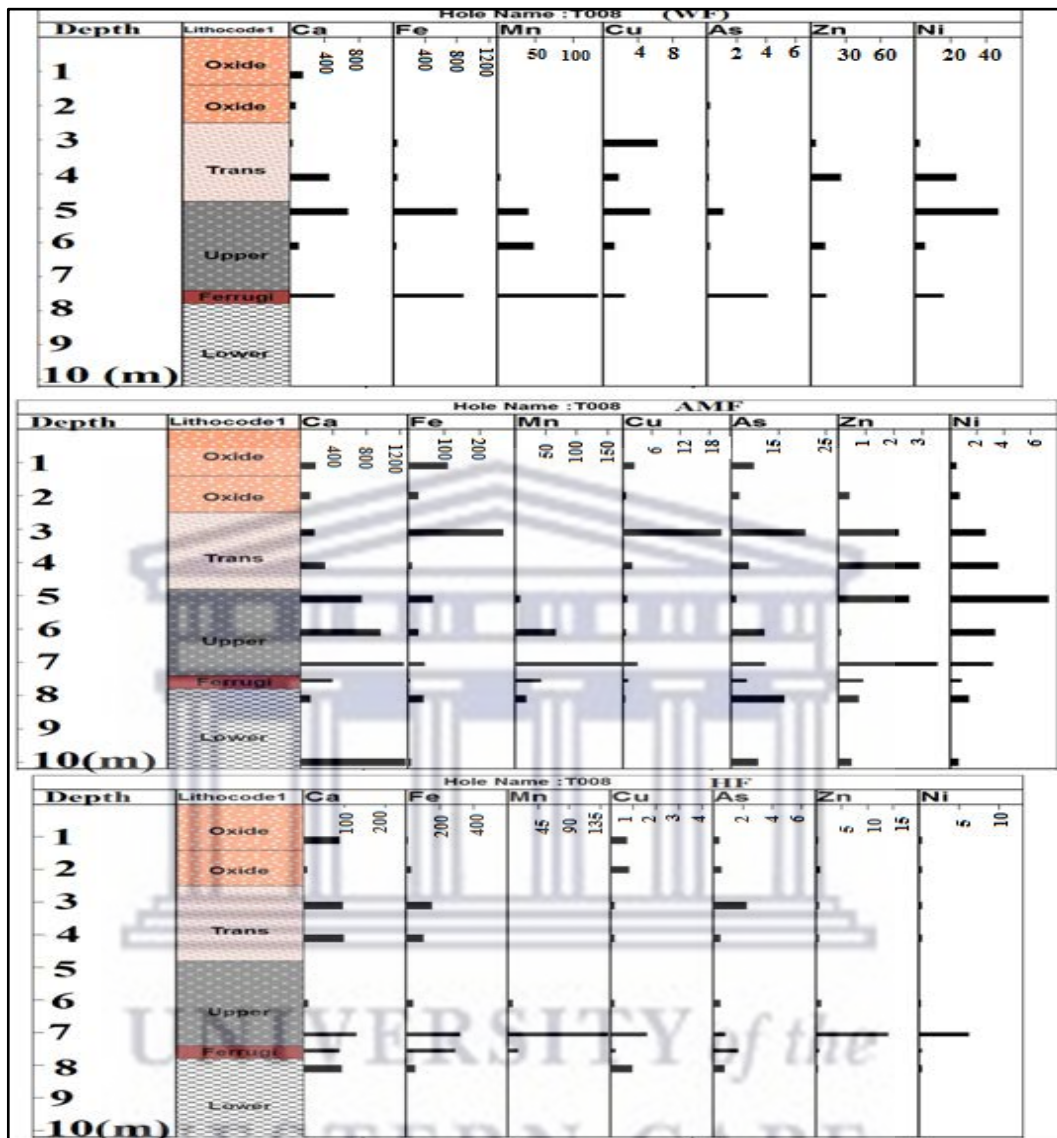 Hole Name : T008 (WF)
Depth Lithocode1 Ca Fe Mn Cu As Zn Ni
400 800 400 800 1200 50 100 4 8 2 4 6 30 60 20 40
Oxide
1
2 Oxide
3
Trans
4
5
6 Upper
7
Ferrugi
8
9 Lower
10 (m)
Hole Name : T008 AMF
Depth Lithocode1 Ca Fe Mn Cu As Zn Ni
400 800 1200 100 200 50 100 150 6 12 18 15 25 1 2 3 2 4 6
1 Oxide
2 Oxide
3
Trans
4
5
6 Upper
7
Ferrugi
8
9 Lower
10(m)
Hole Name : T008 HF
Depth Lithocode1 Ca Fe Mn Cu As Zn Ni
100 200 200 400 45 90 135 1 2 3 4 2 4 6 5 10 15 5 10
1 Oxide
2 Oxide
3
Trans
4
5
6 Upper
7
Ferrugi
8
9 Lower
10(m)
UNIVERSITY of the
WESTERN CAPE